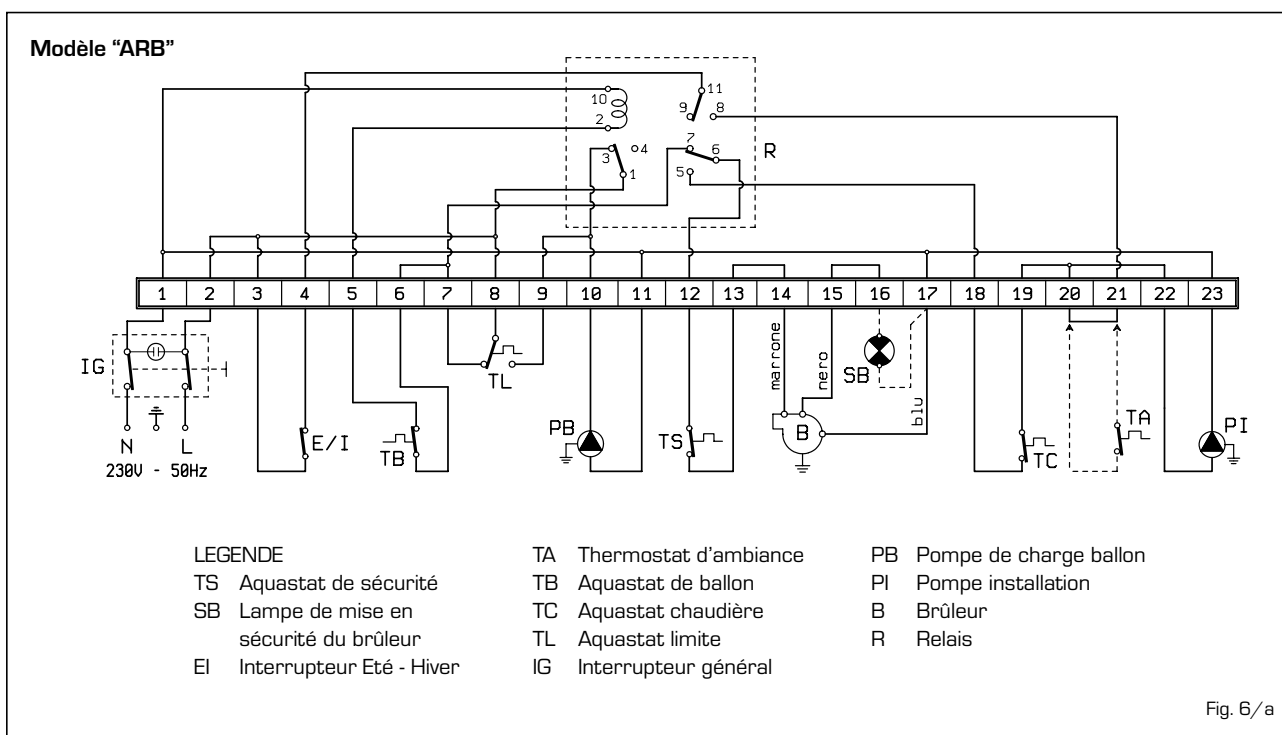 Modèle “ARB”
11
10
9
8
2
7
6
R
3
4
5
1
1 2 3 4 5 6 7 8 9 10 11 12 13 14 15 16 17 18 19 20 21 22 23
IG
N
L
230V - 50Hz
E/I
TB
TL
PB
TS
marrone
nero
B
SB
blu
TC
TA
PI
LEGENDE
TS Aquastat de sécurité
SB Lampe de mise en
sécurité du brûleur
EI Interrupteur Eté - Hiver
TA Thermostat d’ambiance
TB Aquastat de ballon
TC Aquastat chaudière
TL Aquastat limite
IG Interrupteur général
PB Pompe de charge ballon
PI Pompe installation
B Brûleur
R Relais
Fig. 6/a